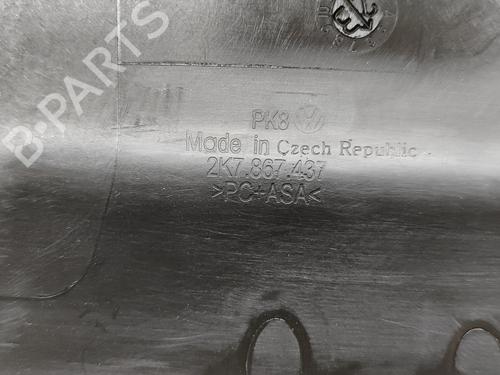 B-PARTS
PK8
Made in Czech Republic
2K7.867.437
>PC+ASA<